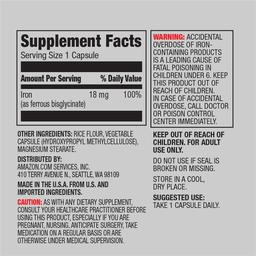 Supplement Facts
Serving Size 1 Capsule
Amount Per Serving % Daily Value
Iron 18 mg 100%
(as ferrous bisglycinate)
OTHER INGREDIENTS: RICE FLOUR, VEGETABLE
CAPSULE (HYDROXYPROPYL METHYLCELLULOSE),
MAGNESIUM STEARATE.
DISTRIBUTED BY:
AMAZON.COM SERVICES, INC.
410 TERRY AVENUE N., SEATTLE, WA 98109
MADE IN THE U.S.A. FROM U.S. AND
IMPORTED INGREDIENTS.
CAUTION: AS WITH ANY DIETARY SUPPLEMENT,
CONSULT YOUR HEALTHCARE PRACTITIONER BEFORE
USING THIS PRODUCT, ESPECIALLY IF YOU ARE
PREGNANT, NURSING, ANTICIPATE SURGERY, TAKE
MEDICATION ON A REGULAR BASIS OR ARE
OTHERWISE UNDER MEDICAL SUPERVISION.
WARNING: ACCIDENTAL
OVERDOSE OF IRON-
CONTAINING PRODUCTS
IS A LEADING CAUSE OF
FATAL POISONING IN
CHILDREN UNDER 6. KEEP
THIS PRODUCT OUT OF
REACH OF CHILDREN.
IN CASE OF ACCIDENTAL
OVERDOSE, CALL DOCTOR
OR POISON CONTROL
CENTER IMMEDIATELY.
KEEP OUT OF REACH OF
CHILDREN. FOR ADULT
USE ONLY.
DO NOT USE IF SEAL IS
BROKEN OR MISSING.
STORE IN A COOL,
DRY PLACE.
SUGGESTED USE:
TAKE 1 CAPSULE DAILY.